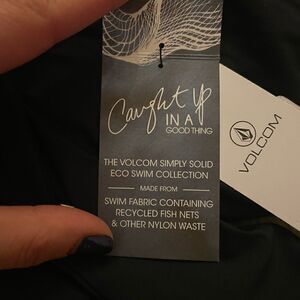 Caught up
IN A
GOOD THING
THE VOLCOM SIMPLY SOLID
ECO SWIM COLLECTION
MADE FROM
SWIM FABRIC CONTAINING
RECYCLED FISH NETS
& OTHER NYLON WASTE
VOLCOM